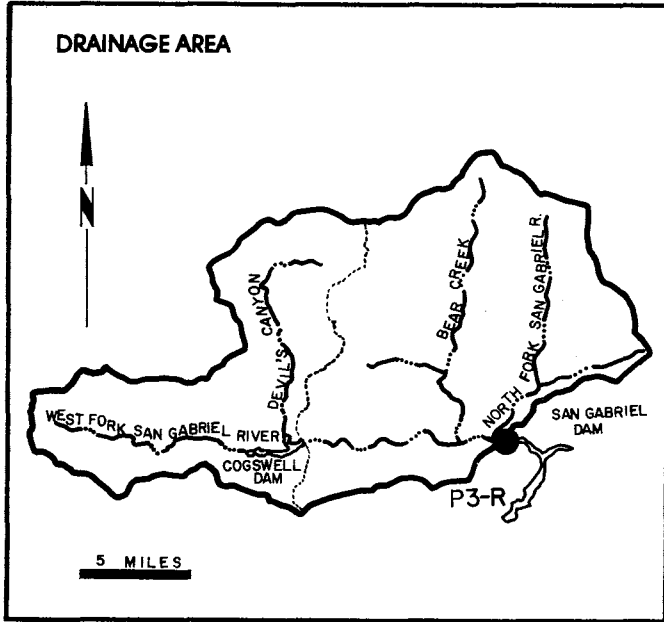 DRAINAGE AREA
N
DEVIL'S CANYON
BEAR CREEK
NORTH FORK SAN GABRIEL R.
WEST FORK SAN GABRIEL RIVER
COGSWELL
DAM
SAN GABRIEL
DAM
P3-R
5 MILES